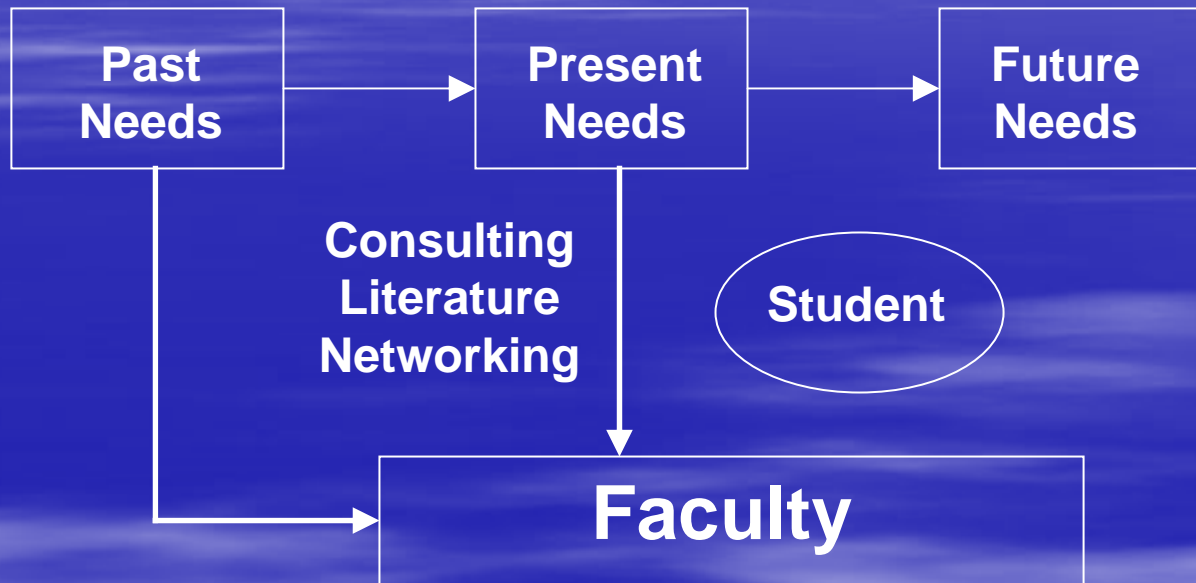 Past
Needs
Present
Needs
Future
Needs
Consulting
Literature
Networking
Student
Faculty